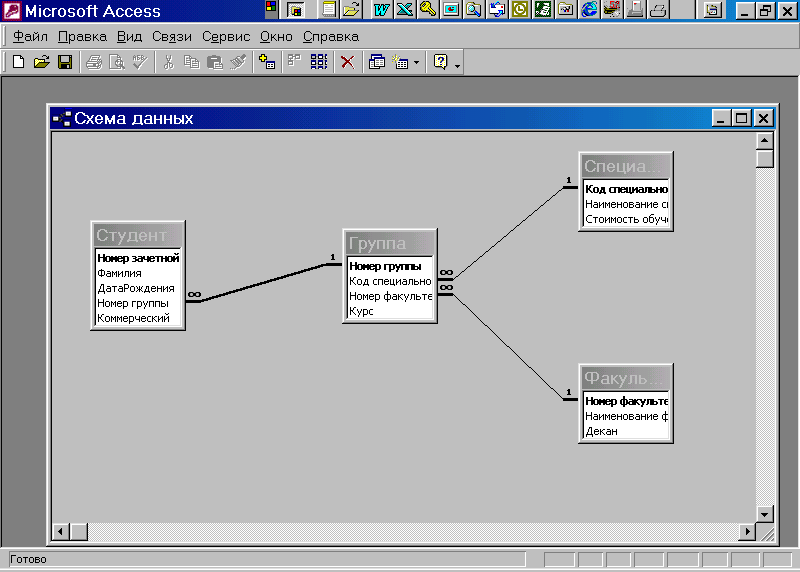 Microsoft Access
Файл Правка Вид Связи Сервис Окно Справка
Схема данных
Студент
Номер зачетной
Фамилия
ДатаРождения
Номер группы
Коммерческий
∞
1
Группа
Номер группы
Код специально
Номер факульте
Курс
∞
∞
1
Специа...
Код специально
Наименование с
Стоимость обуч
1
Факуль...
Номер факульте
Наименование ф
Декан
Готово